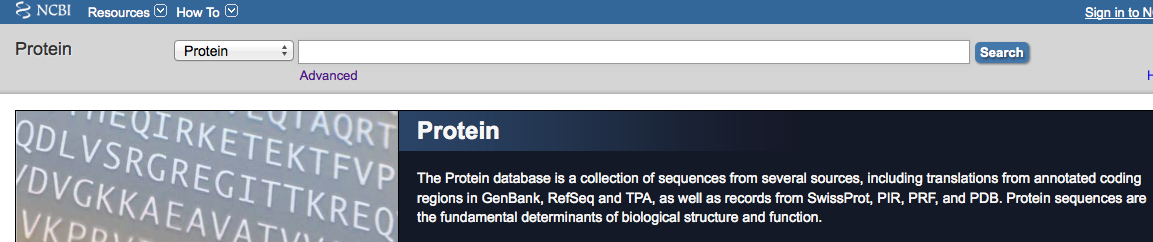 NCBI Resources How To Sign in to N
Protein Protein Search
Advanced H
Protein
The Protein database is a collection of sequences from several sources, including translations from annotated coding
regions in GenBank, RefSeq and TPA, as well as records from SwissProt, PIR, PRF, and PDB. Protein sequences are
the fundamental determinants of biological structure and function.
HEQIRKETEKTFVP
QDLVSRGREGITTKREQ
VDVGKKAEAVATVV